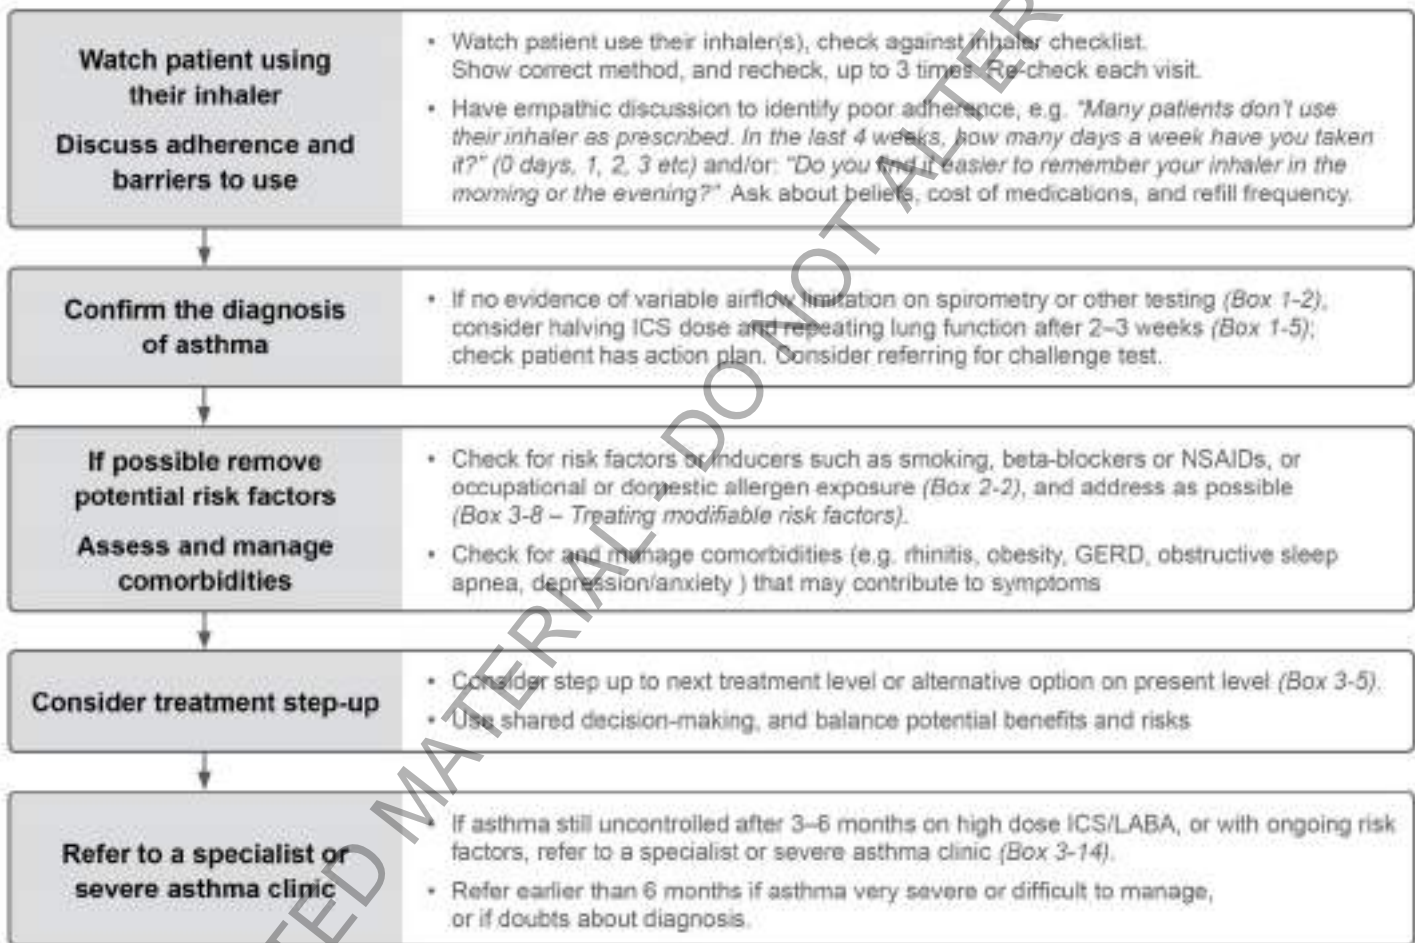 Watch patient using
their inhaler
Discuss adherence and
barriers to use
• Watch patient use their inhaler(s), check against inhaler checklist.
Show correct method, and recheck, up to 3 times. Re-check each visit.
• Have empathic discussion to identify poor adherence, e.g. "Many patients don't use
their inhaler as prescribed. In the last 4 weeks, how many days a week have you taken
it?" (0 days, 1, 2, 3 etc) and/or: "Do you find it easier to remember your inhaler in the
morning or the evening?" Ask about beliefs, cost of medications, and refill frequency.
Confirm the diagnosis
of asthma
• If no evidence of variable airflow limitation on spirometry or other testing (Box 1-2),
consider halving ICS dose and repeating lung function after 2–3 weeks (Box 1-5);
check patient has action plan. Consider referring for challenge test.
If possible remove
potential risk factors
Assess and manage
comorbidities
• Check for risk factors or inducers such as smoking, beta-blockers or NSAIDs, or
occupational or domestic allergen exposure (Box 2-2), and address as possible
(Box 3-8 – Treating modifiable risk factors).
• Check for and manage comorbidities (e.g. rhinitis, obesity, GERD, obstructive sleep
apnea, depression/anxiety ) that may contribute to symptoms
Consider treatment step-up
• Consider step up to next treatment level or alternative option on present level (Box 3-5).
• Use shared decision-making, and balance potential benefits and risks
Refer to a specialist or
severe asthma clinic
• If asthma still uncontrolled after 3–6 months on high dose ICS/LABA, or with ongoing risk
factors, refer to a specialist or severe asthma clinic (Box 3-14).
• Refer earlier than 6 months if asthma very severe or difficult to manage,
or if doubts about diagnosis.
TED MATERIAL- DO NOT ALTER